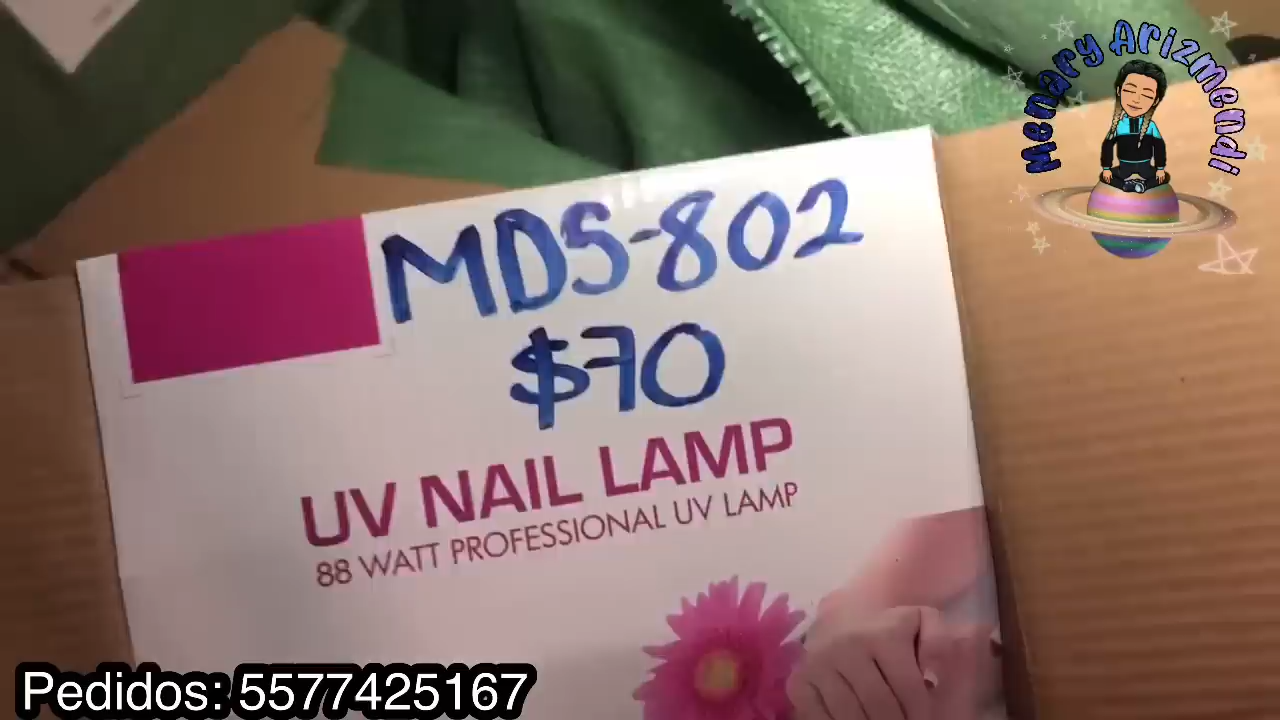 Menary Arizmendi
MDS-802
$70
UV NAIL LAMP
88 WATT PROFESSIONAL UV LAMP
Pedidos: 5577425167